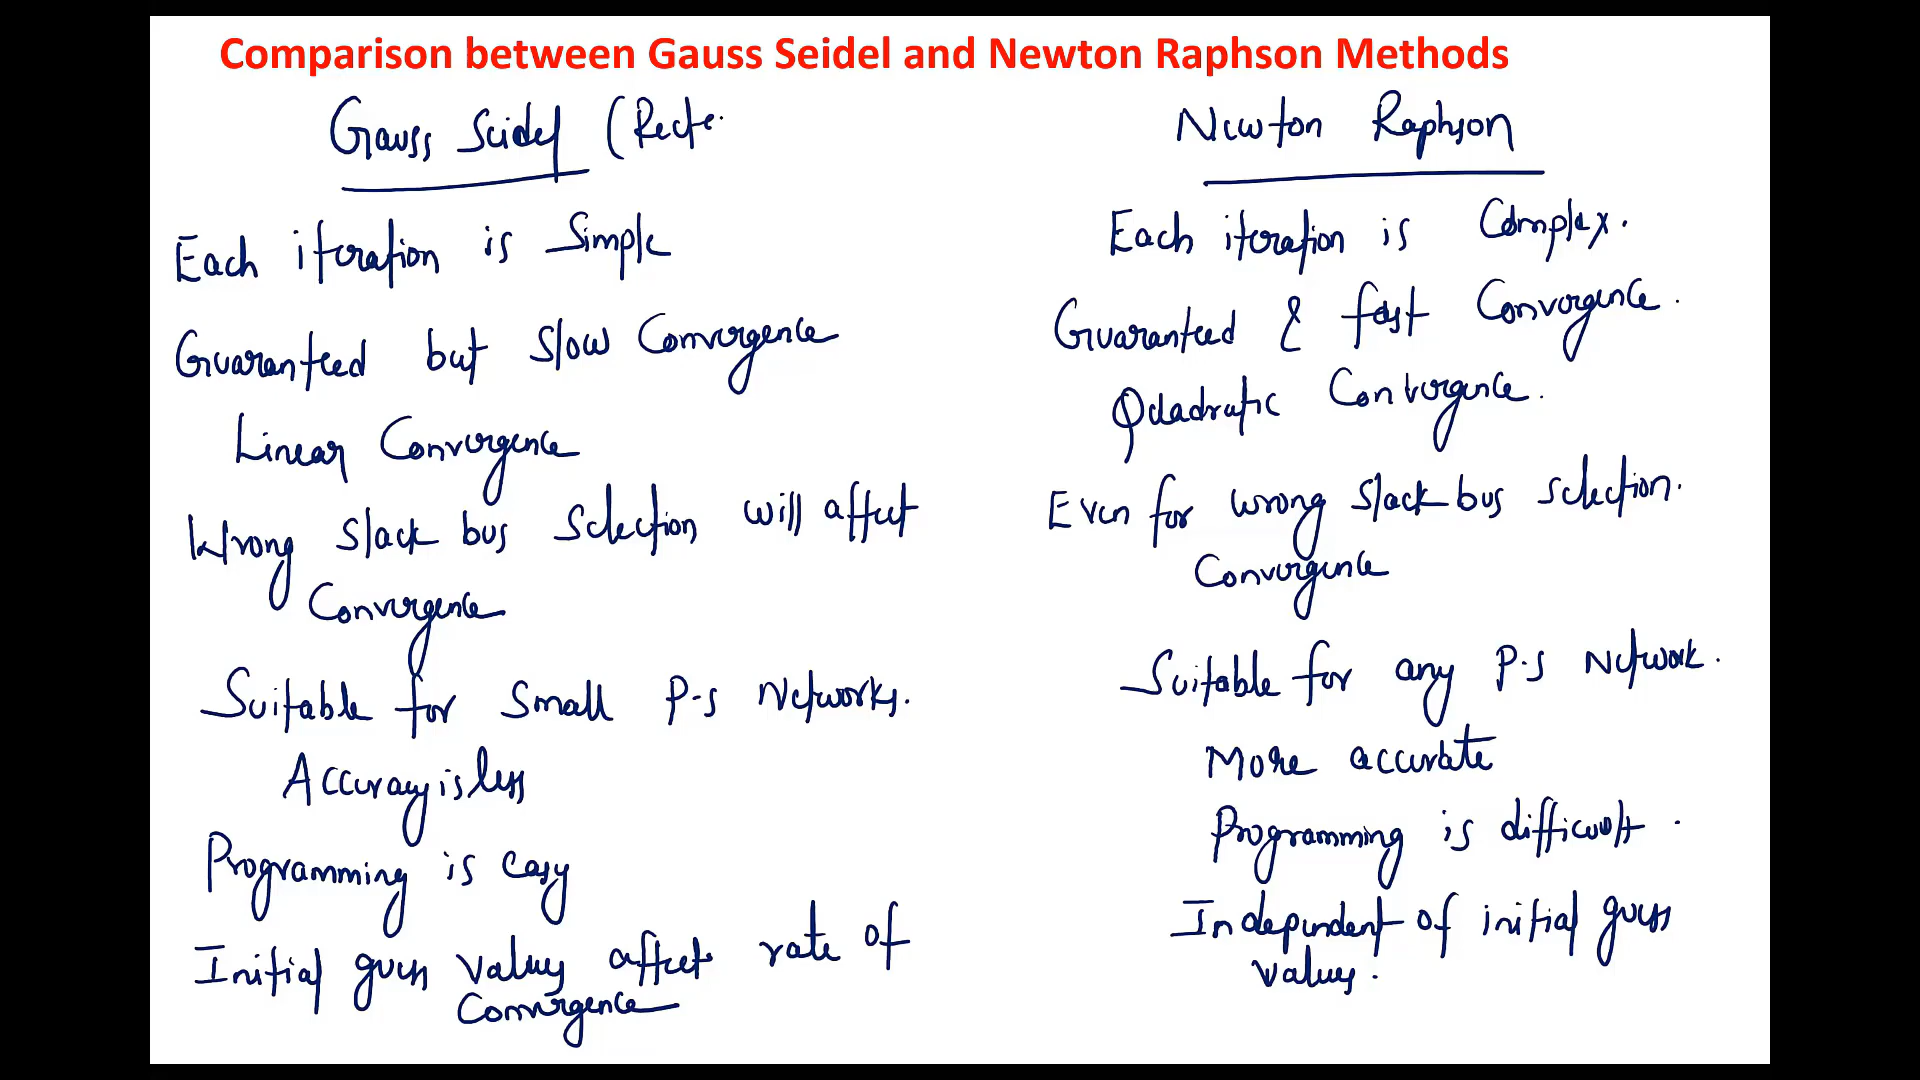 Comparison between Gauss Seidel and Newton Raphson Methods
Gauss Seidel (Recte
Each iteration is Simple
Guaranteed but slow Convergence
Linear Convergence
Wrong slack bus selection will affect
Convergence
Suitable for small P-S Networks.
Accuracy is less
Programming is easy
Initial guess values affects rate of
Convergence
Newton Raphson
Each iteration is Complex.
Guaranteed & fast Convergence.
Quadratic Convergence.
Even for wrong slack bus selection.
Convergence
Suitable for any P.S Network.
More accurate
Programming is difficult.
Independent of initial guess
values.